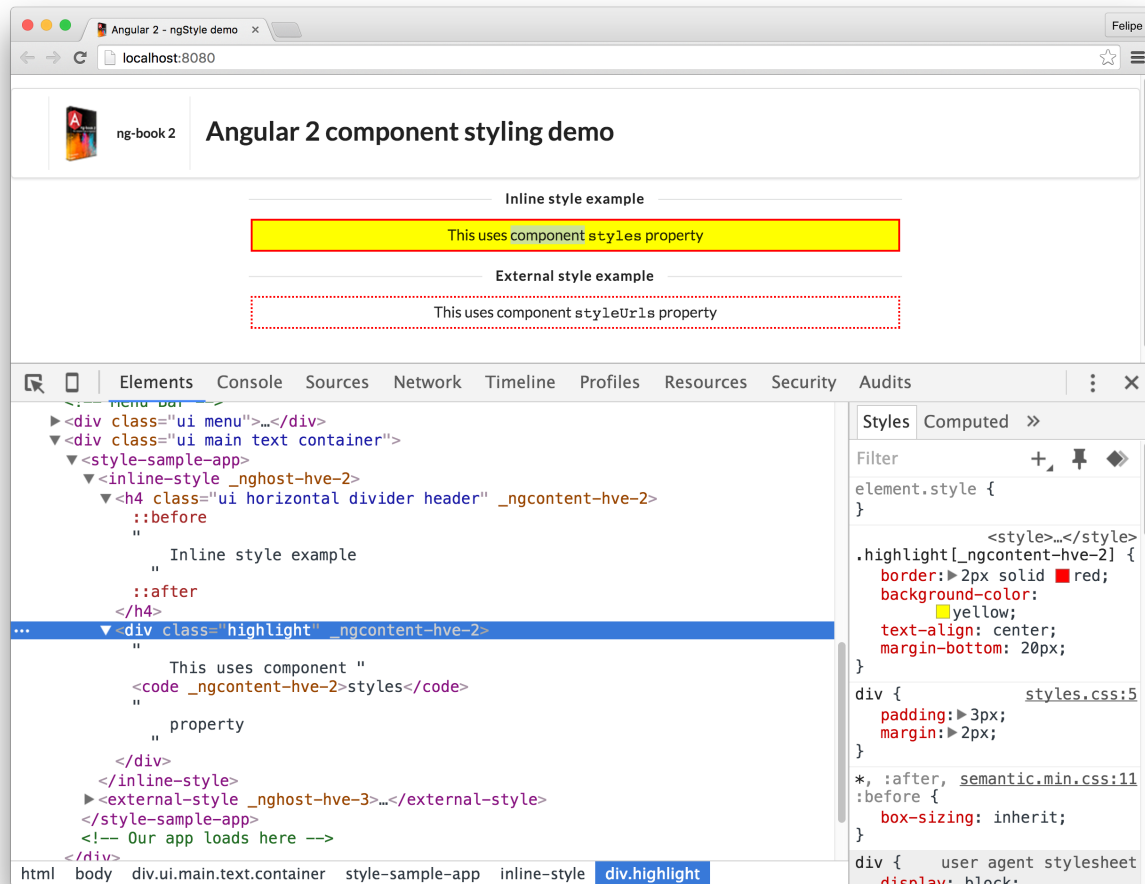 Angular 2 - ngStyle demo
Felipe
localhost:8080
ng-book 2
Angular 2 component styling demo
Inline style example
This uses component styles property
External style example
This uses component styleUrls property
Elements Console Sources Network Timeline Profiles Resources Security Audits
<!-- Menu Bar -->
▶<div class="ui menu">…</div>
▼<div class="ui main text container">
▼<style-sample-app>
▼<inline-style _nghost-hve-2>
▼<h4 class="ui horizontal divider header" _ngcontent-hve-2>
::before
"
Inline style example
"
::after
</h4>
▼<div class="highlight" _ngcontent-hve-2>
"
This uses component "
<code _ngcontent-hve-2>styles</code>
"
property
"
</div>
</inline-style>
▶<external-style _nghost-hve-3>…</external-style>
</style-sample-app>
<!-- Our app loads here -->
</div>
html body div.ui.main.text.container style-sample-app inline-style div.highlight
Styles Computed »
Filter
element.style {
}
<style>…</style>
.highlight[_ngcontent-hve-2] {
border:▶2px solid red;
background-color:
yellow;
text-align: center;
margin-bottom: 20px;
}
div { styles.css:5
padding:▶3px;
margin:▶2px;
}
*, :after, semantic.min.css:11
:before {
box-sizing: inherit;
}
div { user agent stylesheet
display: block;